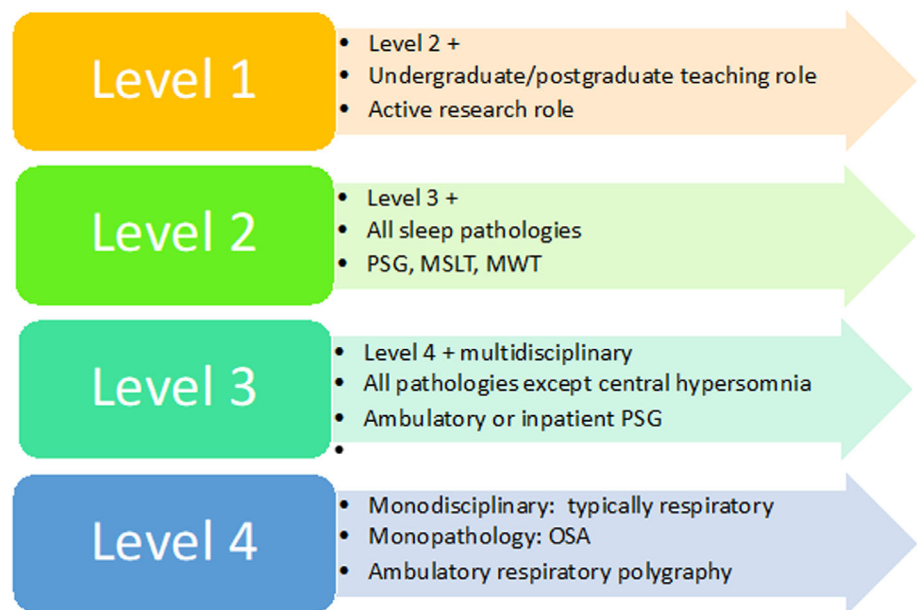 Level 1
• Level 2 +
• Undergraduate/postgraduate teaching role
• Active research role
Level 2
• Level 3 +
• All sleep pathologies
• PSG, MSLT, MWT
Level 3
• Level 4 + multidisciplinary
• All pathologies except central hypersomnia
• Ambulatory or inpatient PSG
•
Level 4
• Monodisciplinary:  typically respiratory
• Monopathology: OSA
• Ambulatory respiratory polygraphy